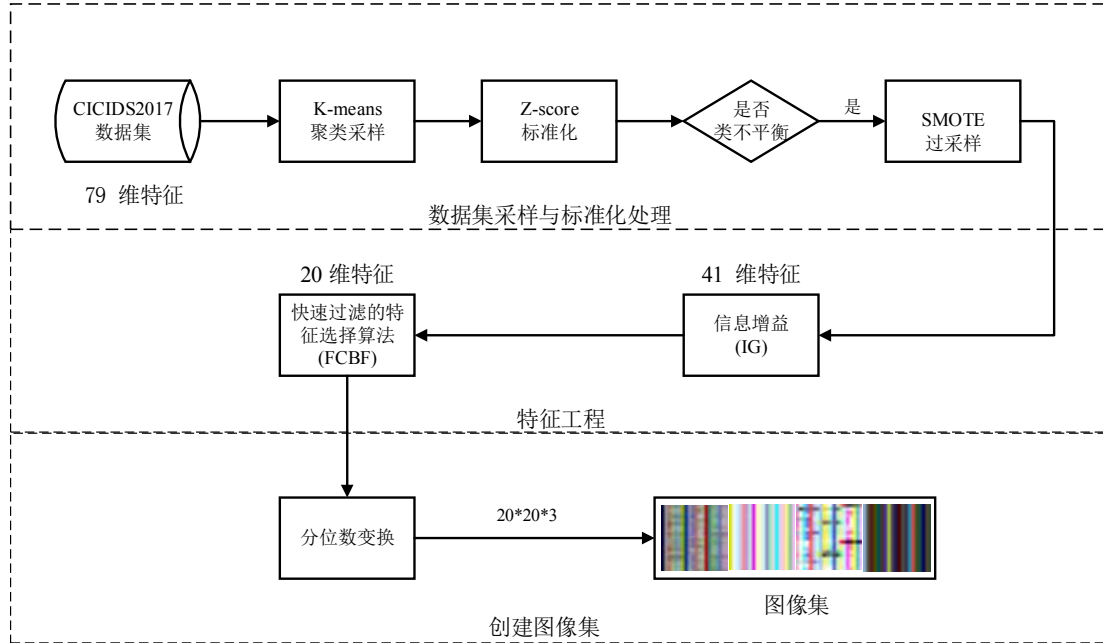 CICIDS2017
数据集
79 维特征
K-means
聚类采样
Z-score
标准化
是否
类不平衡
是
SMOTE
过采样
数据集采样与标准化处理
20 维特征
快速过滤的特
征选择算法
(FCBF)
41 维特征
信息增益
(IG)
特征工程
分位数变换
20*20*3
图像集
创建图像集